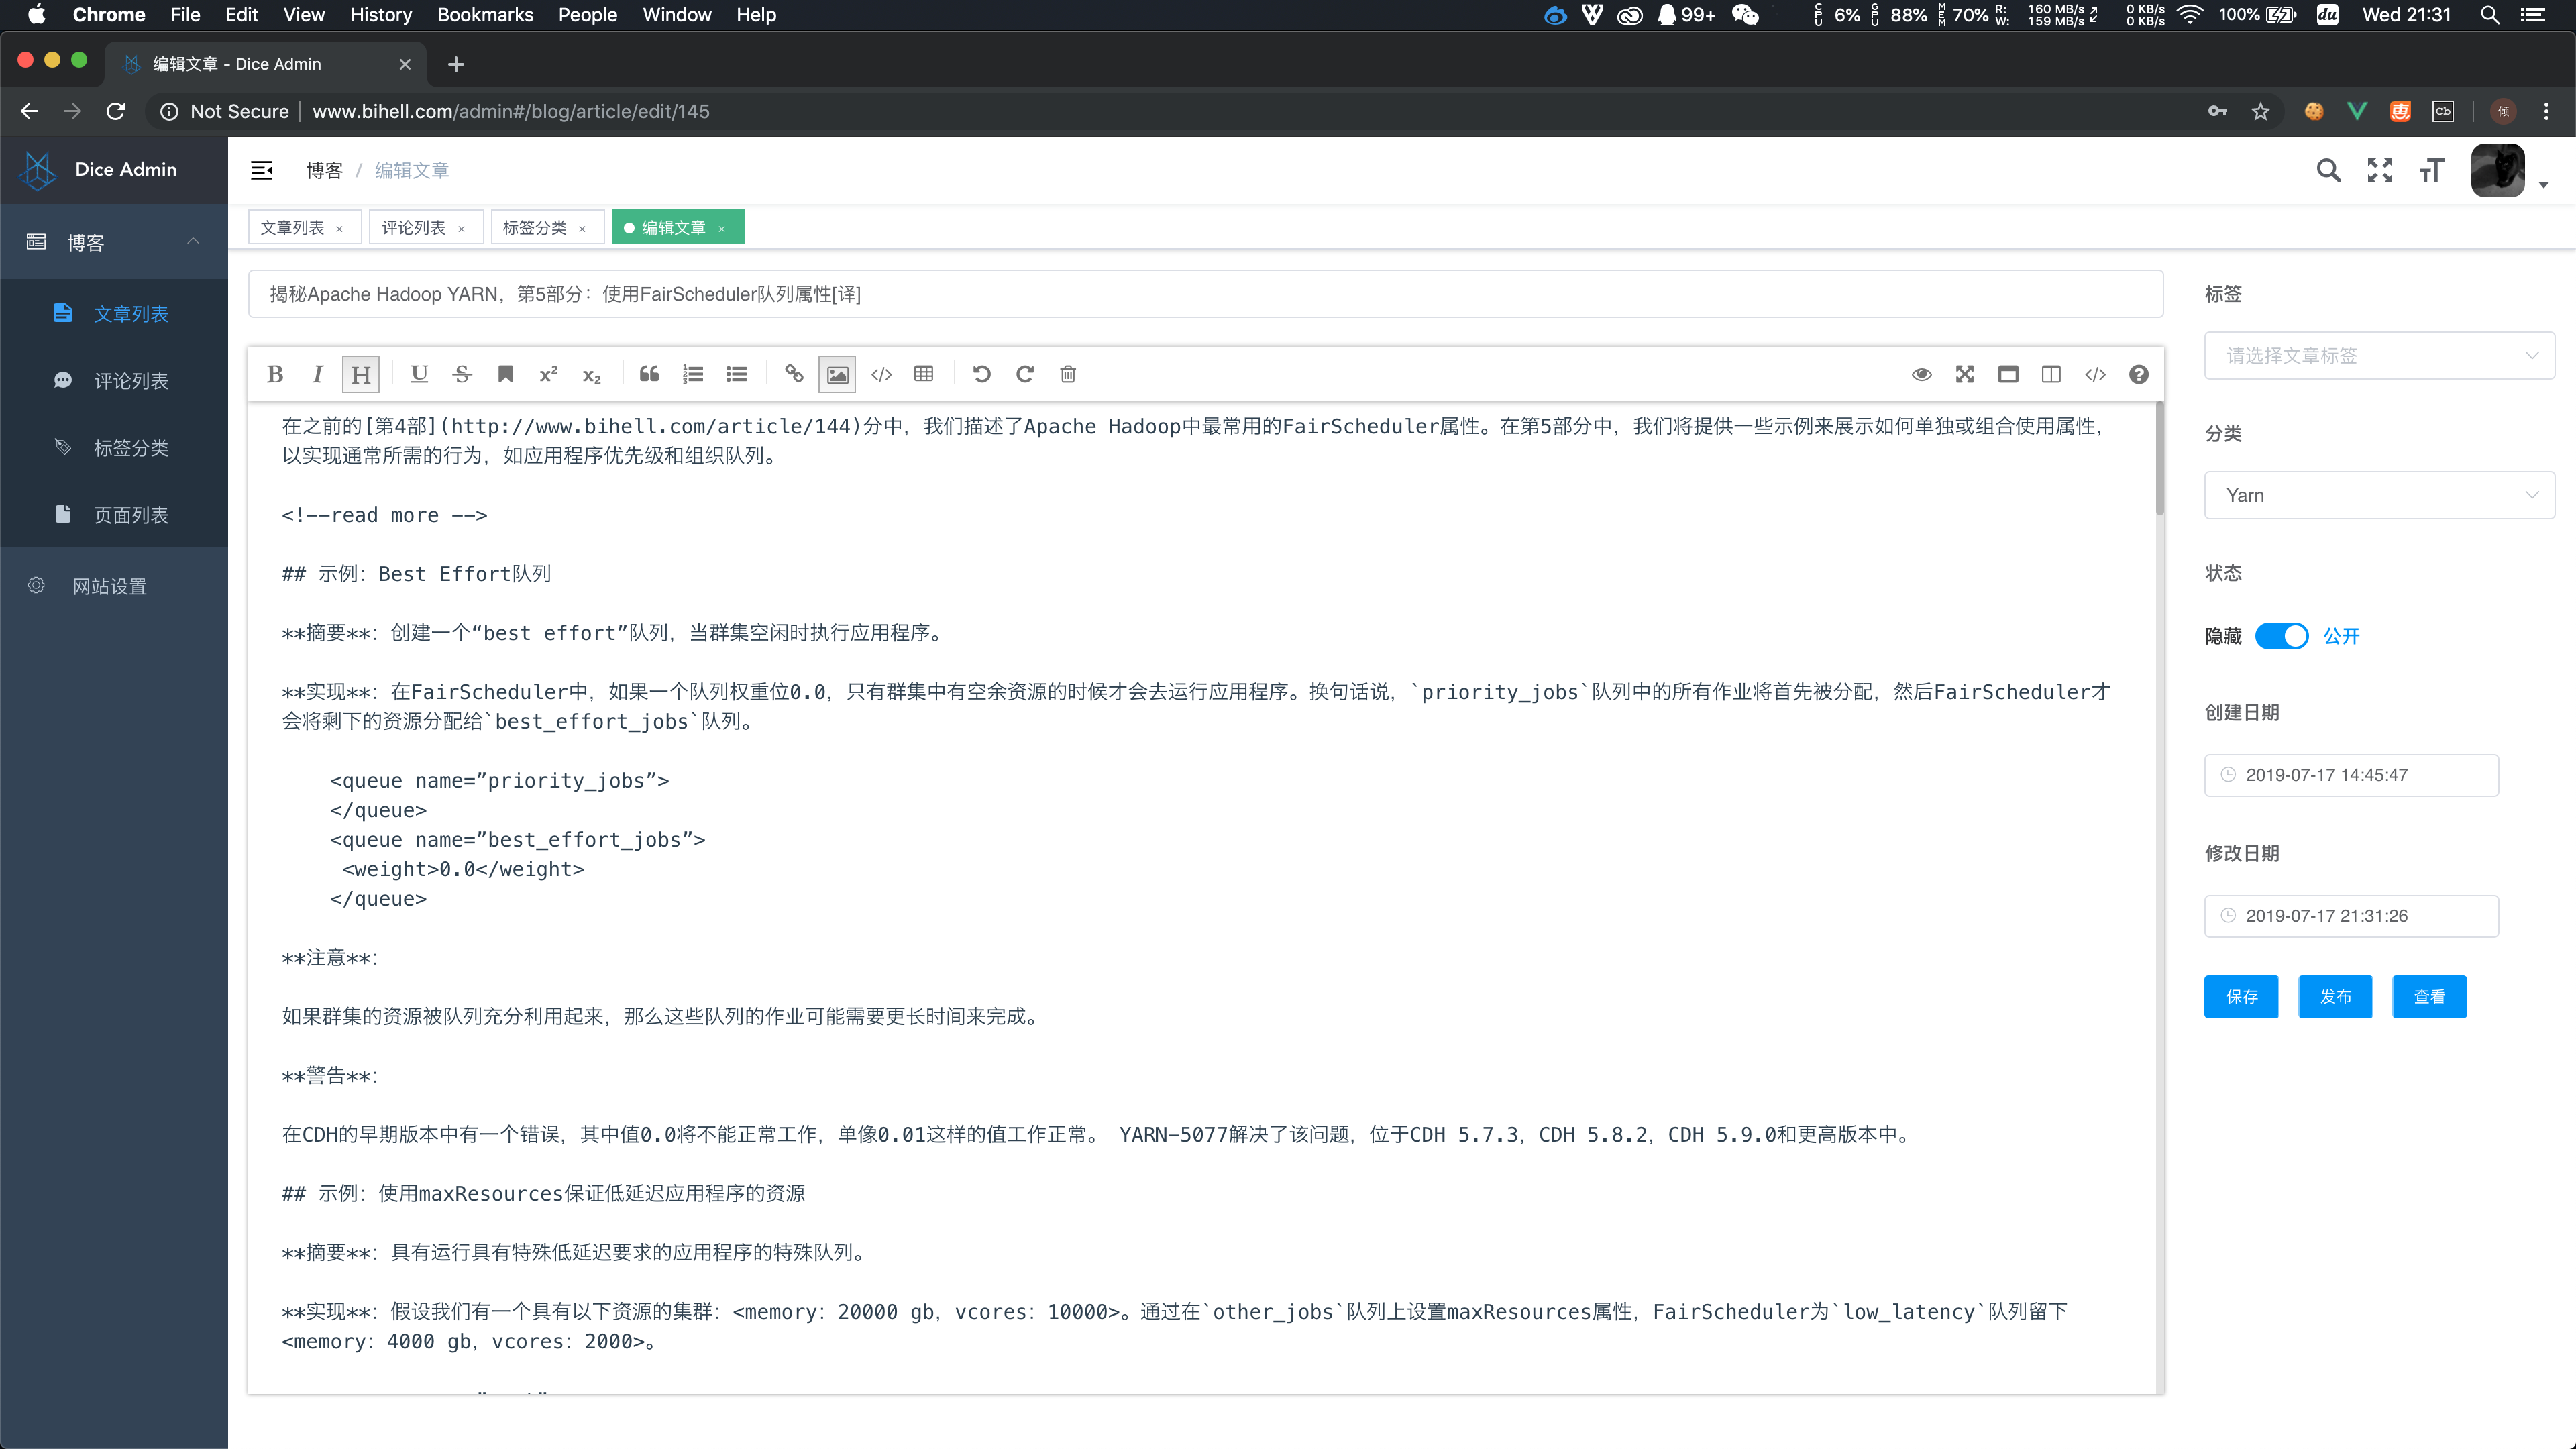 Chrome File Edit View History Bookmarks People Window Help
99+ CPU 6% GPU 88% MEM 70% R: 160 MB/s W: 159 MB/s 0 KB/s 0 KB/s 100% du Wed 21:31
编辑文章 - Dice Admin
Not Secure www.bihell.com/admin#/blog/article/edit/145
惠 Cb 倾
Dice Admin
博客 / 编辑文章
博客
文章列表
评论列表
标签分类
页面列表
网站设置
文章列表 × 评论列表 × 标签分类 × 编辑文章 ×
揭秘Apache Hadoop YARN，第5部分：使用FairScheduler队列属性[译]
B I H U S x² x₂
在之前的[第4部](http://www.bihell.com/article/144)分中，我们描述了Apache Hadoop中最常用的FairScheduler属性。在第5部分中，我们将提供一些示例来展示如何单独或组合使用属性，
以实现通常所需的行为，如应用程序优先级和组织队列。
<!--read more -->
## 示例：Best Effort队列
**摘要**：创建一个“best effort”队列，当群集空闲时执行应用程序。
**实现**：在FairScheduler中，如果一个队列权重位0.0，只有群集中有空余资源的时候才会去运行应用程序。换句话说，`priority_jobs`队列中的所有作业将首先被分配，然后FairScheduler才
会将剩下的资源分配给`best_effort_jobs`队列。
<queue name=”priority_jobs”>
</queue>
<queue name=”best_effort_jobs”>
<weight>0.0</weight>
</queue>
**注意**：
如果群集的资源被队列充分利用起来，那么这些队列的作业可能需要更长时间来完成。
**警告**：
在CDH的早期版本中有一个错误，其中值0.0将不能正常工作，单像0.01这样的值工作正常。 YARN-5077解决了该问题，位于CDH 5.7.3，CDH 5.8.2，CDH 5.9.0和更高版本中。
## 示例：使用maxResources保证低延迟应用程序的资源
**摘要**：具有运行具有特殊低延迟要求的应用程序的特殊队列。
**实现**：假设我们有一个具有以下资源的集群：<memory：20000 gb，vcores：10000>。通过在`other_jobs`队列上设置maxResources属性，FairScheduler为`low_latency`队列留下
<memory：4000 gb，vcores：2000>。
标签
请选择文章标签
分类
Yarn
状态
隐藏 公开
创建日期
2019-07-17 14:45:47
修改日期
2019-07-17 21:31:26
保存 发布 查看